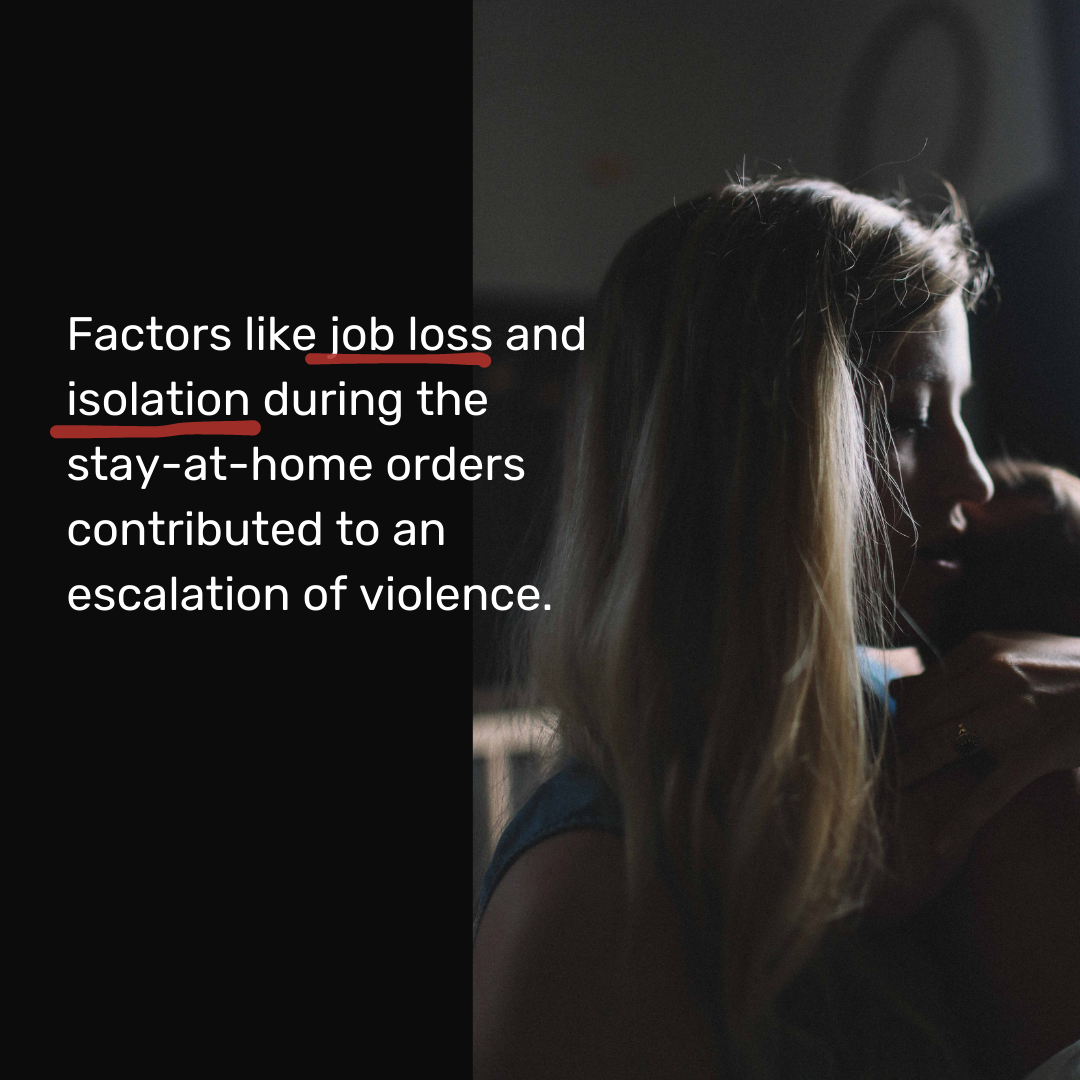 Factors like job loss and
isolation during the
stay-at-home orders
contributed to an
escalation of violence.